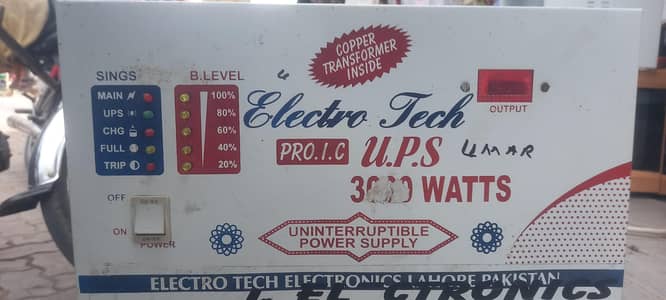 COPPER
TRANSFORMER
INSIDE
SINGS
B.LEVEL
MAIN
UPS
CHG
FULL
TRIP
100%
80%
60%
40%
20%
Electro Tech
OUTPUT
PRO.I.C U.P.S
UMAR
WATTS
OFF
ON
POWER
UNINTERRUPTIBLE
POWER SUPPLY
ELECTRO TECH ELECTRONICS LAHORE PAKISTAN